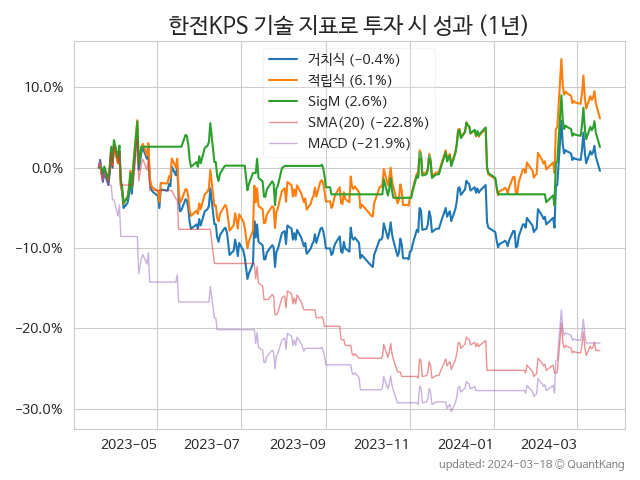 한전KPS 기술 지표로 투자 시 성과 (1년)
거치식 (−0.4%)
적립식 (6.1%)
SigM (2.6%)
SMA(20) (−22.8%)
MACD (−21.9%)
10.0%
0.0%
−10.0%
−20.0%
−30.0%
2023-05 2023-07 2023-09 2023-11 2024-01 2024-03
updated: 2024-03-18 © QuantKang